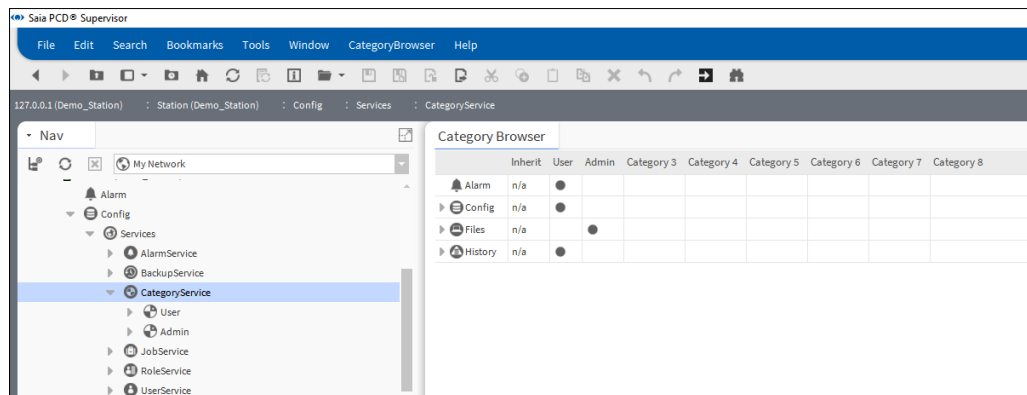 Saia PCD® Supervisor
File Edit Search Bookmarks Tools Window CategoryBrowser Help
127.0.0.1 (Demo_Station) : Station (Demo_Station) : Config : Services : CategoryService
Nav
My Network
Alarm
Config
Services
AlarmService
BackupService
CategoryService
User
Admin
JobService
RoleService
UserService
Category Browser
Inherit User Admin Category 3 Category 4 Category 5 Category 6 Category 7 Category 8
Alarm n/a
Config n/a
Files n/a
History n/a